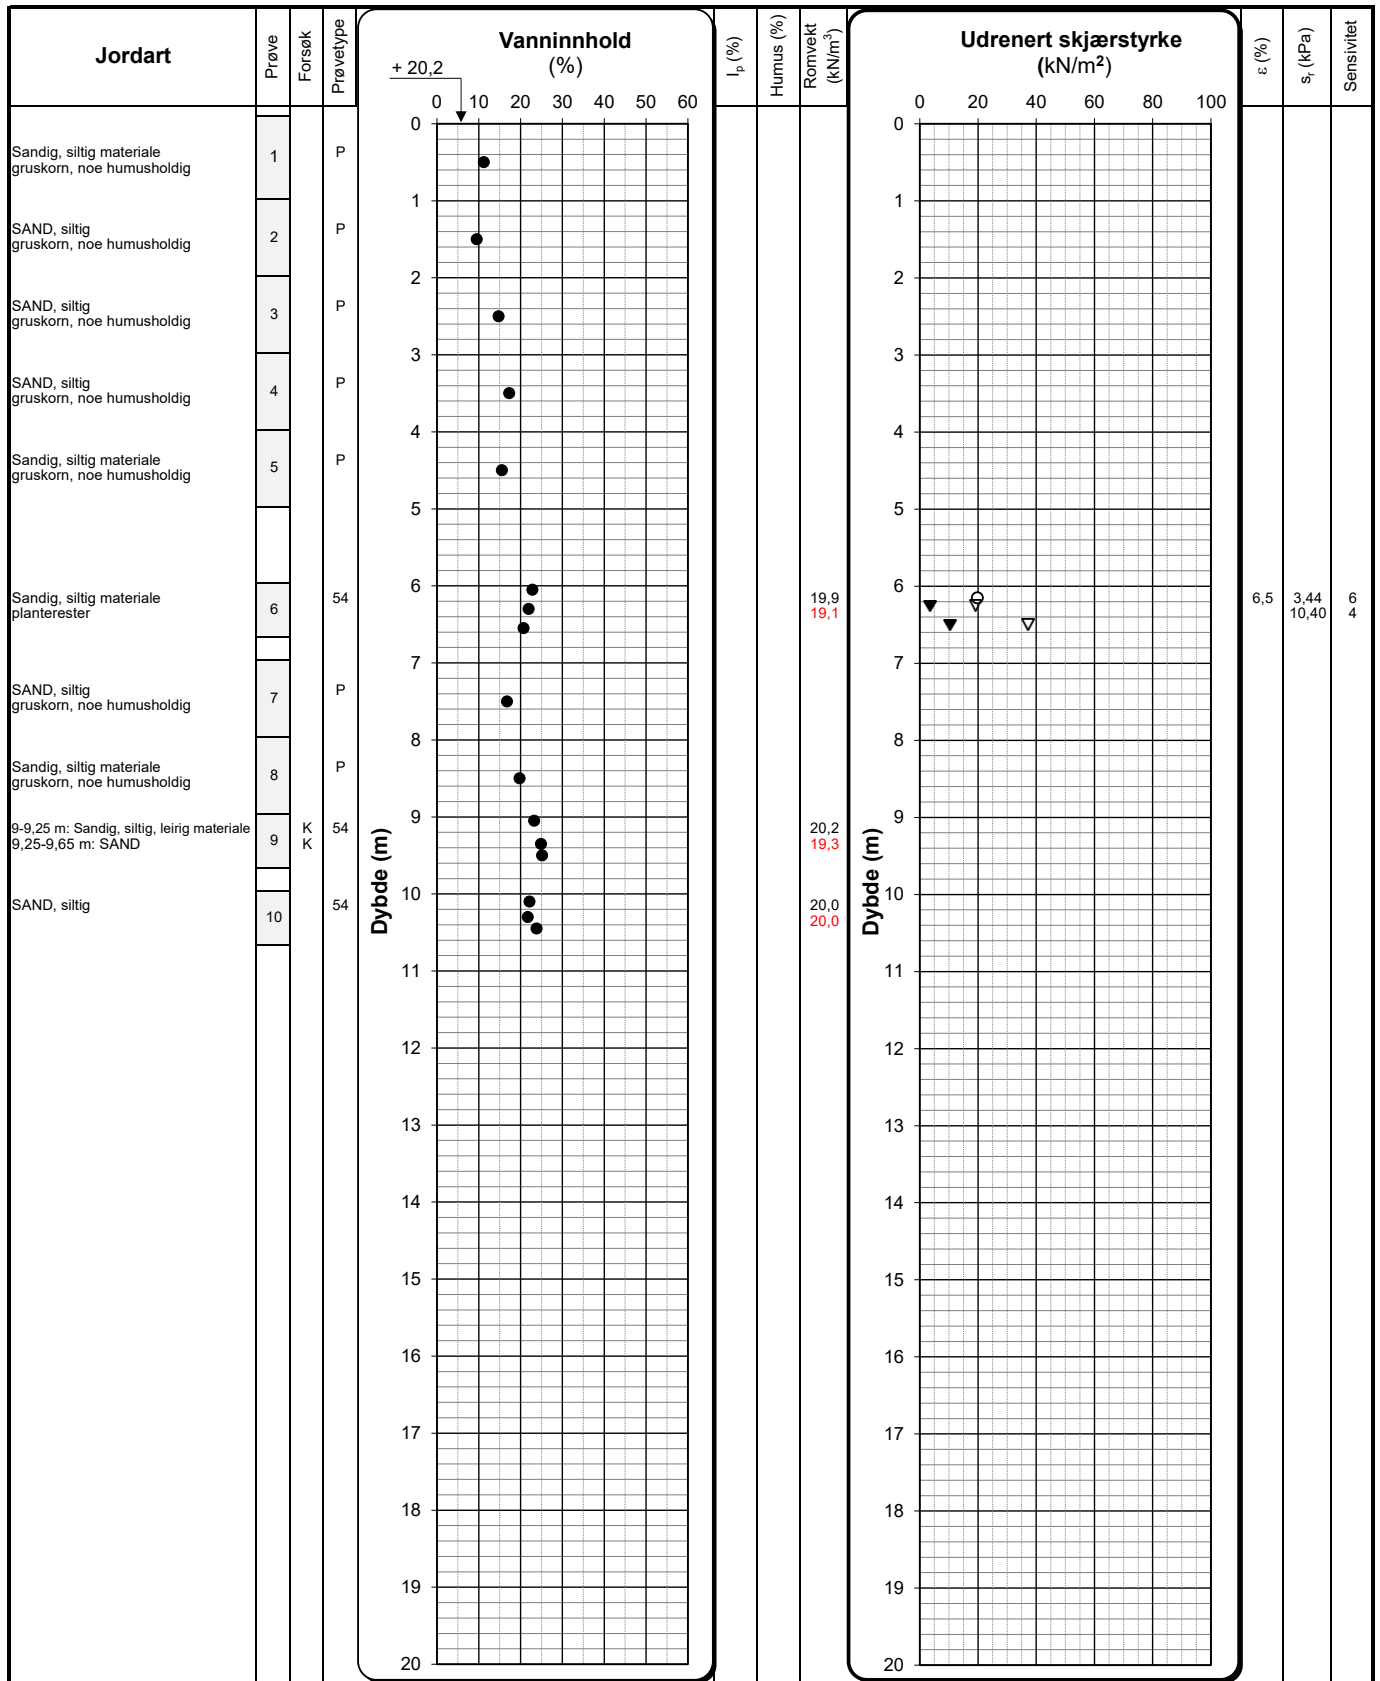 Jordart
Prøve
Forsøk
Prøvetype
Vanninnhold
(%)
+ 20,2
0 10 20 30 40 50 60
I_p (%)
Humus (%)
Romvekt
(kN/m³)
Udrenert skjærstyrke
(kN/m²)
0 20 40 60 80 100
ε (%)
s_r (kPa)
Sensivitet
Sandig, siltig materiale
gruskorn, noe humusholdig
1
P
SAND, siltig
gruskorn, noe humusholdig
2
P
SAND, siltig
gruskorn, noe humusholdig
3
P
SAND, siltig
gruskorn, noe humusholdig
4
P
Sandig, siltig materiale
gruskorn, noe humusholdig
5
P
Sandig, siltig materiale
planterester
6
54
19,9
19,1
6,5
3,44
10,40
6
4
SAND, siltig
gruskorn, noe humusholdig
7
P
Sandig, siltig materiale
gruskorn, noe humusholdig
8
P
9-9,25 m: Sandig, siltig, leirig materiale
9,25-9,65 m: SAND
9
K
K
54
20,2
19,3
SAND, siltig
10
54
20,0
20,0
Dybde (m)
0
1
2
3
4
5
6
7
8
9
10
11
12
13
14
15
16
17
18
19
20
Dybde (m)
0
1
2
3
4
5
6
7
8
9
10
11
12
13
14
15
16
17
18
19
20